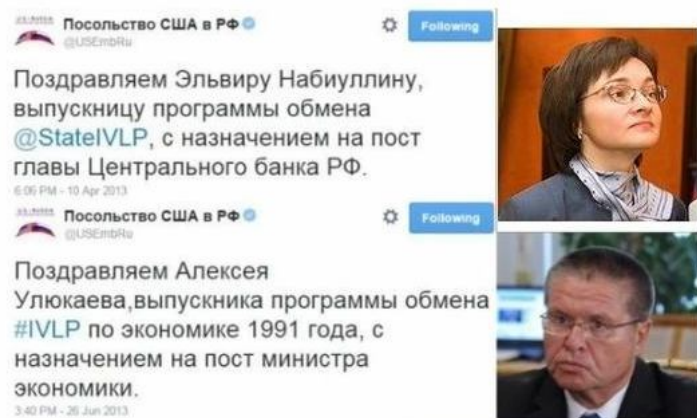 Посольство США в РФ
@USEmbRu
Following
Поздравляем Эльвиру Набиуллину,
выпускницу программы обмена
@StateIVLP, с назначением на пост
главы Центрального банка РФ.
6:06 PM - 10 Apr 2013
Посольство США в РФ
@USEmbRu
Following
Поздравляем Алексея
Улюкаева,выпускника программы обмена
#IVLP по экономике 1991 года, с
назначением на пост министра
экономики.
3:40 PM - 26 Jun 2013